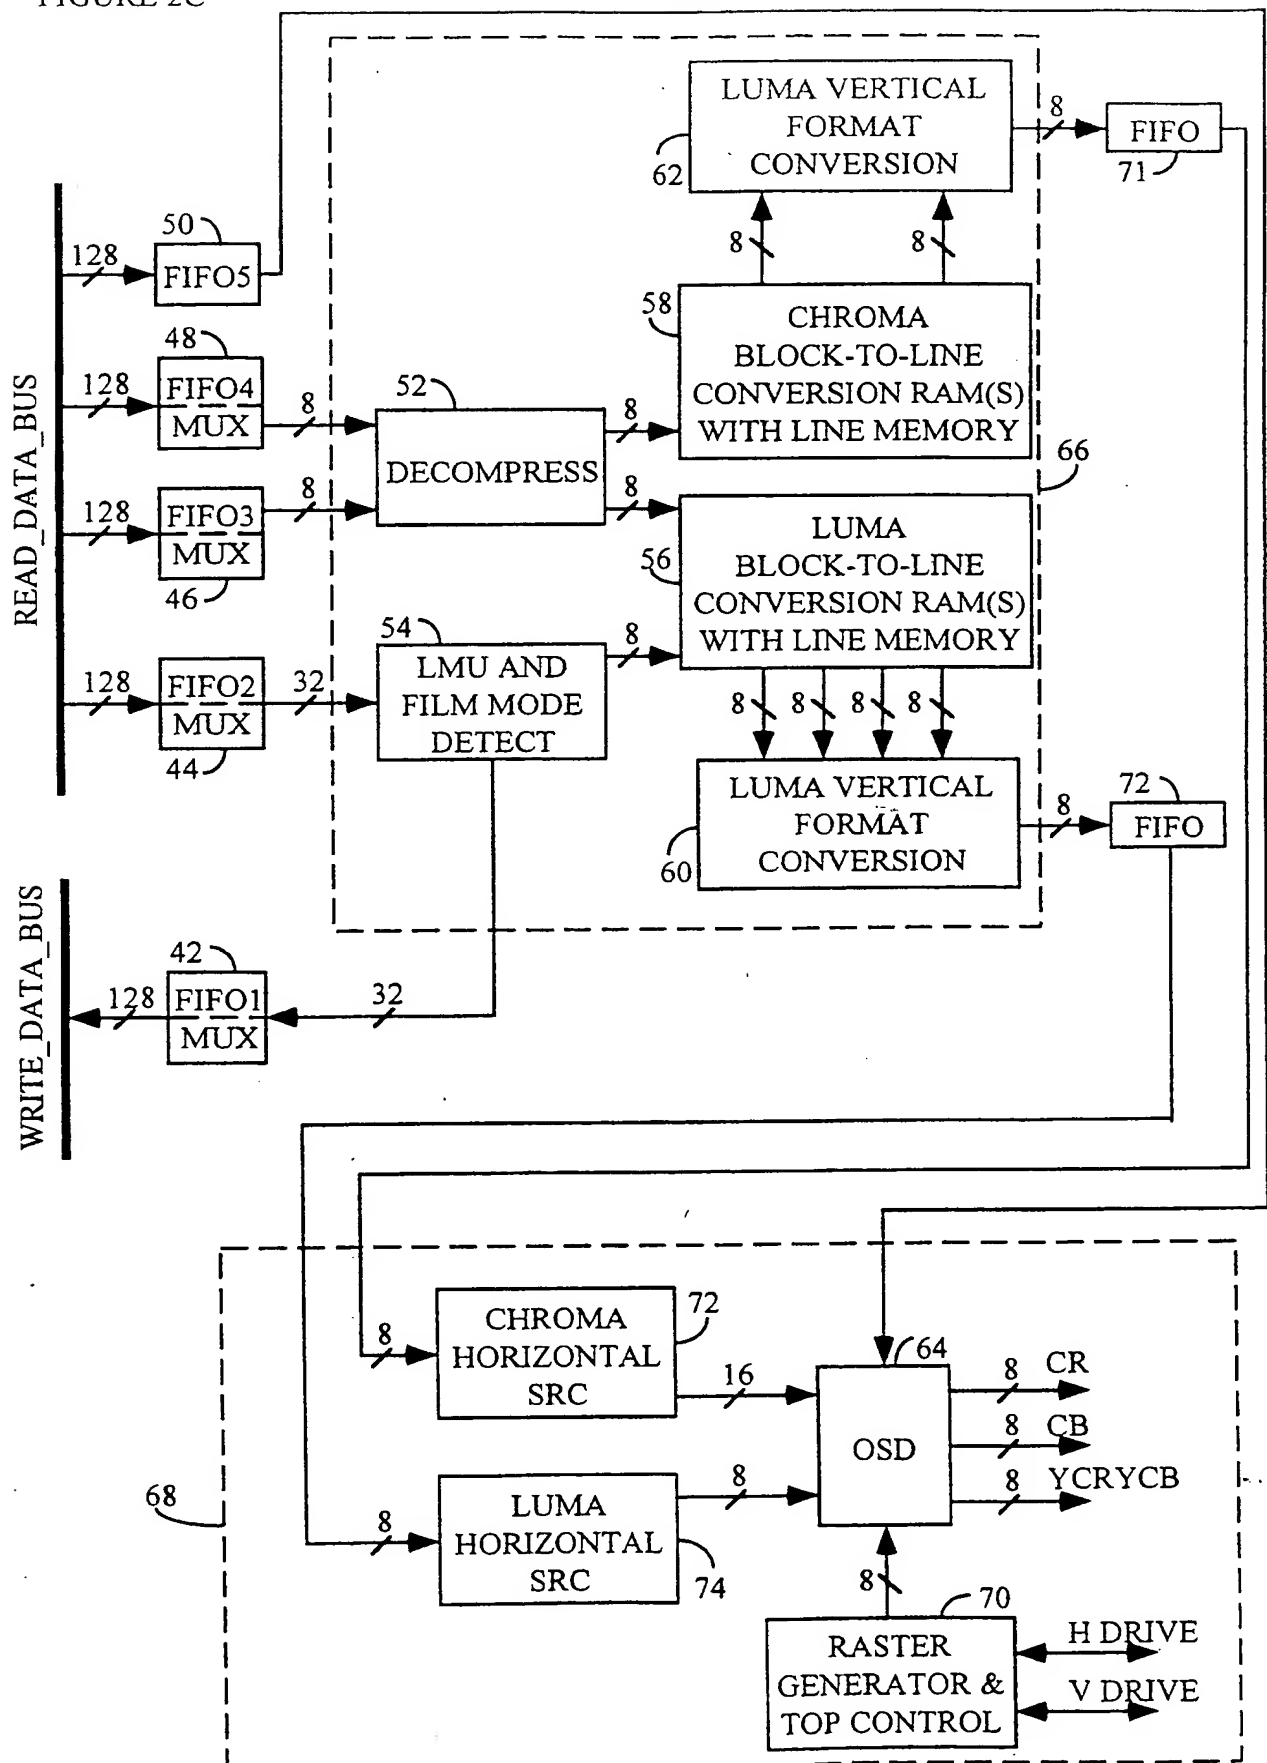 FIGURE 2C
LUMA VERTICAL
FORMAT
CONVERSION
62
8
FIFO
71
8
8
50
128
FIFO5
58
CHROMA
BLOCK-TO-LINE
CONVERSION RAM(S)
WITH LINE MEMORY
48
128
FIFO4
MUX
8
52
DECOMPRESS
8
8
66
READ_DATA_BUS
128
FIFO3
MUX
46
8
56
LUMA
BLOCK-TO-LINE
CONVERSION RAM(S)
WITH LINE MEMORY
54
LMU AND
FILM MODE
DETECT
8
128
FIFO2
MUX
44
32
8
8
8
8
LUMA VERTICAL
FORMAT
CONVERSION
60
8
72
FIFO
WRITE_DATA_BUS
42
128
FIFO1
MUX
32
CHROMA
HORIZONTAL
SRC
72
8
16
64
OSD
8
CR
8
CB
8
YCRYCB
68
LUMA
HORIZONTAL
SRC
74
8
8
8
70
RASTER
GENERATOR &
TOP CONTROL
H DRIVE
V DRIVE